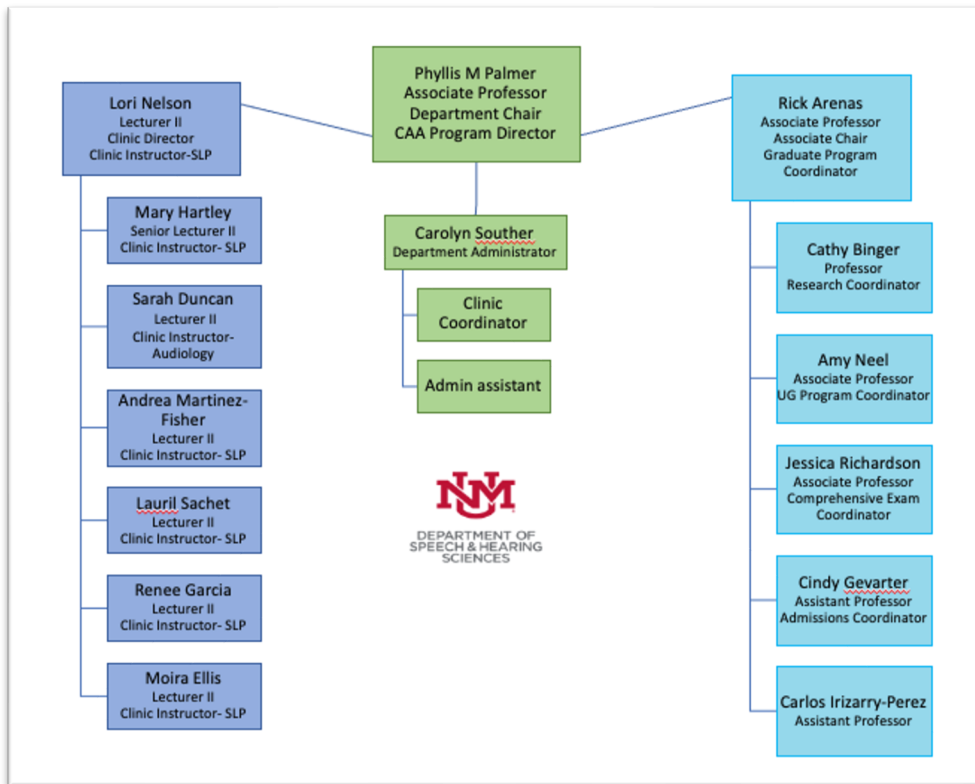 Phyllis M Palmer
Associate Professor
Department Chair
CAA Program Director
Lori Nelson
Lecturer II
Clinic Director
Clinic Instructor-SLP
Mary Hartley
Senior Lecturer II
Clinic Instructor- SLP
Sarah Duncan
Lecturer II
Clinic Instructor-
Audiology
Andrea Martinez-
Fisher
Lecturer II
Clinic Instructor- SLP
Lauril Sachet
Lecturer II
Clinic Instructor- SLP
Renee Garcia
Lecturer II
Clinic Instructor- SLP
Moira Ellis
Lecturer II
Clinic Instructor- SLP
Carolyn Souther
Department Administrator
Clinic
Coordinator
Admin assistant
UNM
DEPARTMENT OF
SPEECH & HEARING
SCIENCES
Rick Arenas
Associate Professor
Associate Chair
Graduate Program
Coordinator
Cathy Binger
Professor
Research Coordinator
Amy Neel
Associate Professor
UG Program Coordinator
Jessica Richardson
Associate Professor
Comprehensive Exam
Coordinator
Cindy Gevarter
Assistant Professor
Admissions Coordinator
Carlos Irizarry-Perez
Assistant Professor